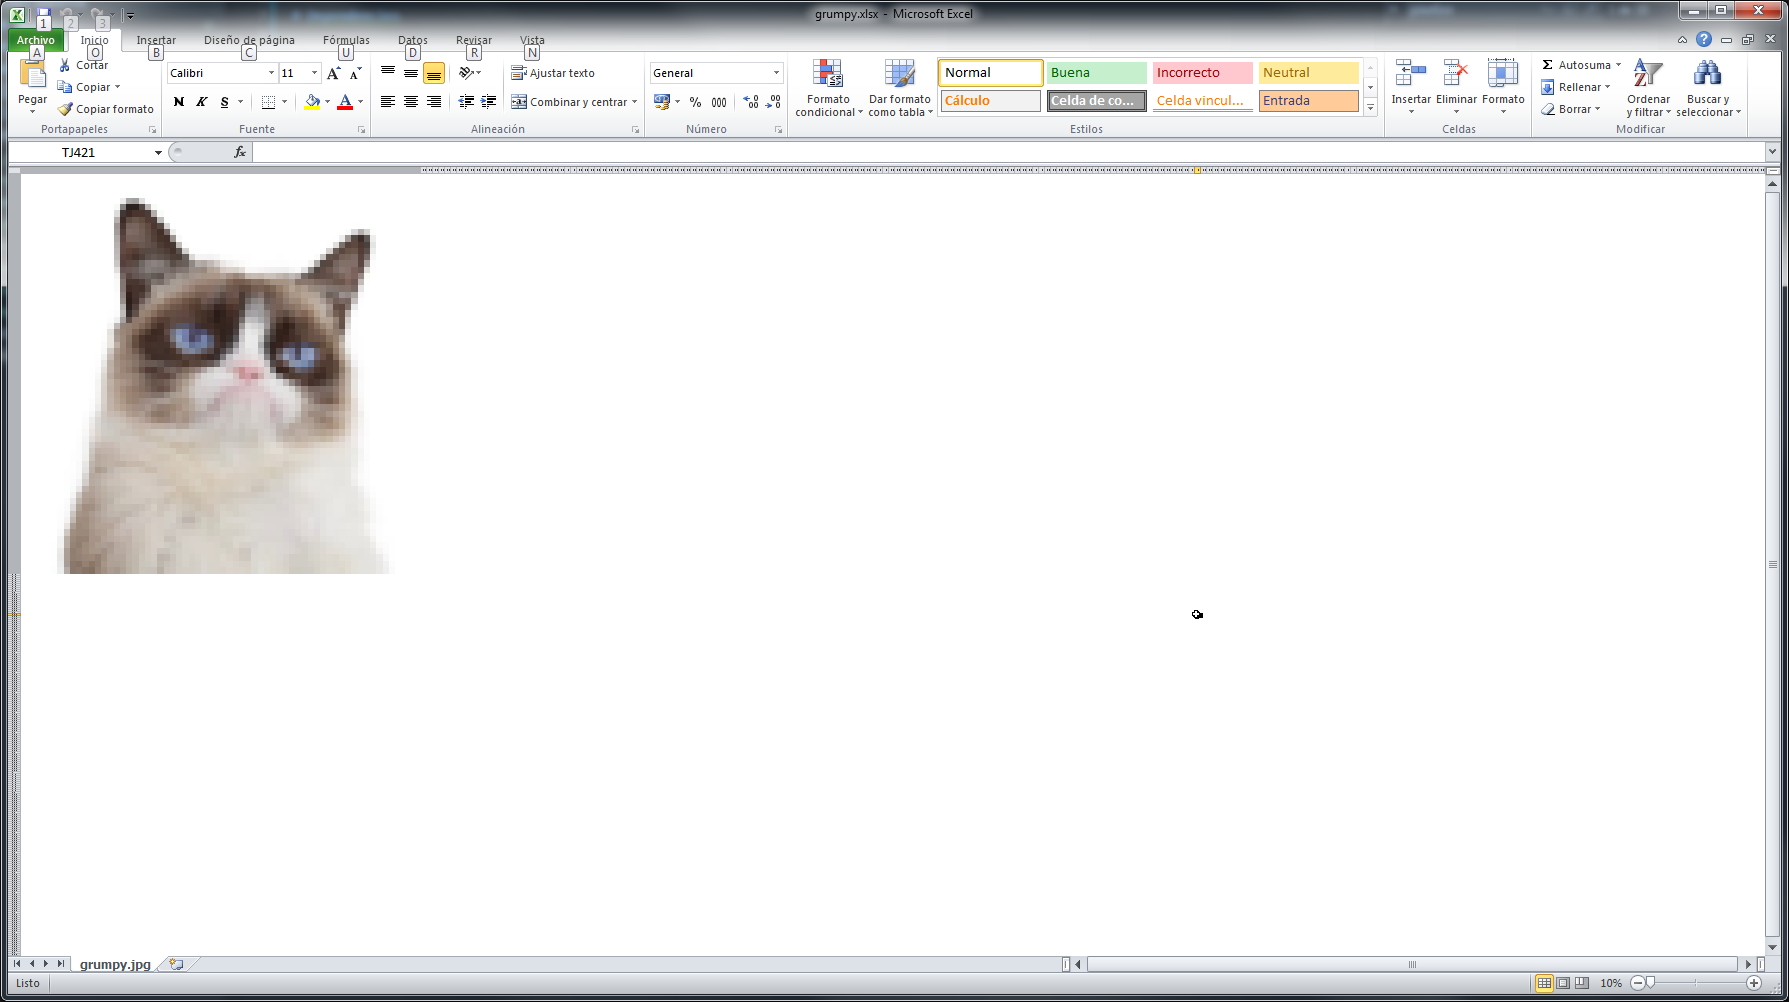 grumpy.xlsx - Microsoft Excel
1 2 3
Archivo Inicio Insertar Diseño de página Fórmulas Datos Revisar Vista
A O B C U D R N
Pegar
Cortar
Copiar
Copiar formato
Portapapeles
Calibri 11
N K S
Fuente
Ajustar texto
Combinar y centrar
Alineación
General
% 000
Número
Formato condicional
Dar formato como tabla
Normal Buena Incorrecto Neutral
Cálculo Celda de co... Celda vincul... Entrada
Estilos
Insertar Eliminar Formato
Celdas
Σ Autosuma
Rellenar
Borrar
Ordenar y filtrar
Buscar y seleccionar
Modificar
TJ421 fx
grumpy.jpg
Listo 10%